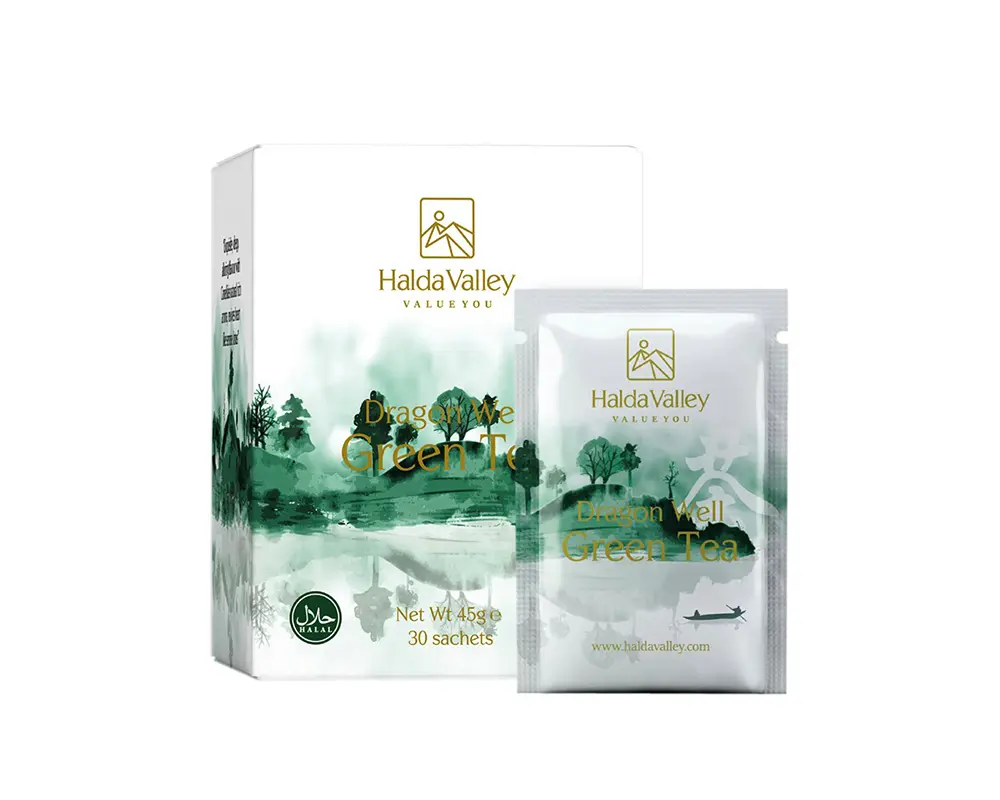 Halda Valley
VALUE YOU
Dragon Wel
Green Te
حلال
HALAL
Net Wt 45g ℮
30 sachets
Halda Valley
VALUE YOU
茶
Dragon Well
Green Tea
www.haldavalley.com